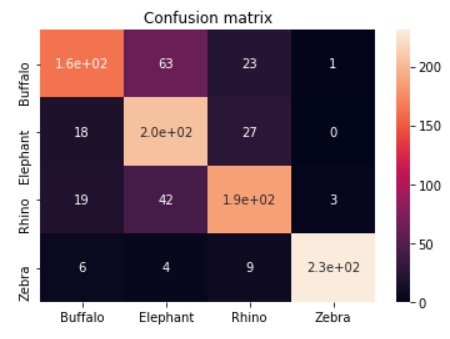 Confusion matrix
Buffalo 1.6e+02 63 23 1
Elephant 18 2.0e+02 27 0
Rhino 19 42 1.9e+02 3
Zebra 6 4 9 2.3e+02
Buffalo Elephant Rhino Zebra
200
150
100
50
0